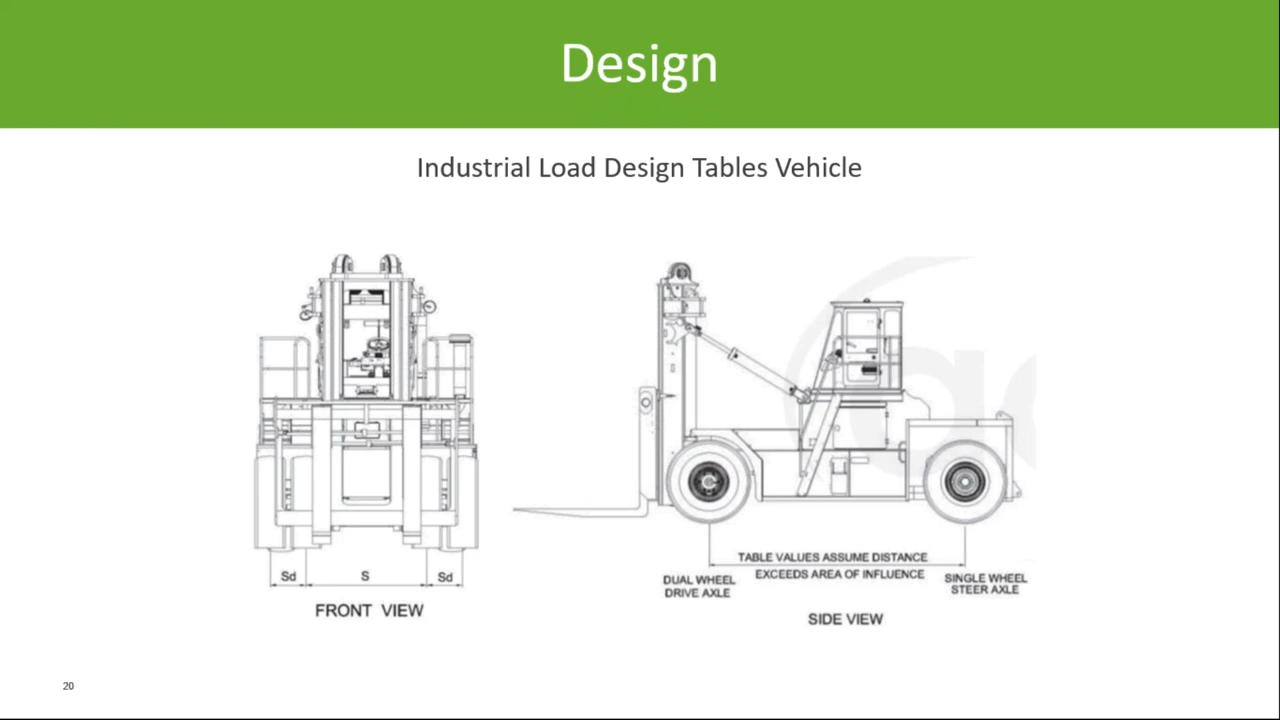 Design
Industrial Load Design Tables Vehicle
Sd S Sd
FRONT VIEW
TABLE VALUES ASSUME DISTANCE
EXCEEDS AREA OF INFLUENCE
DUAL WHEEL
DRIVE AXLE
SINGLE WHEEL
STEER AXLE
SIDE VIEW
20